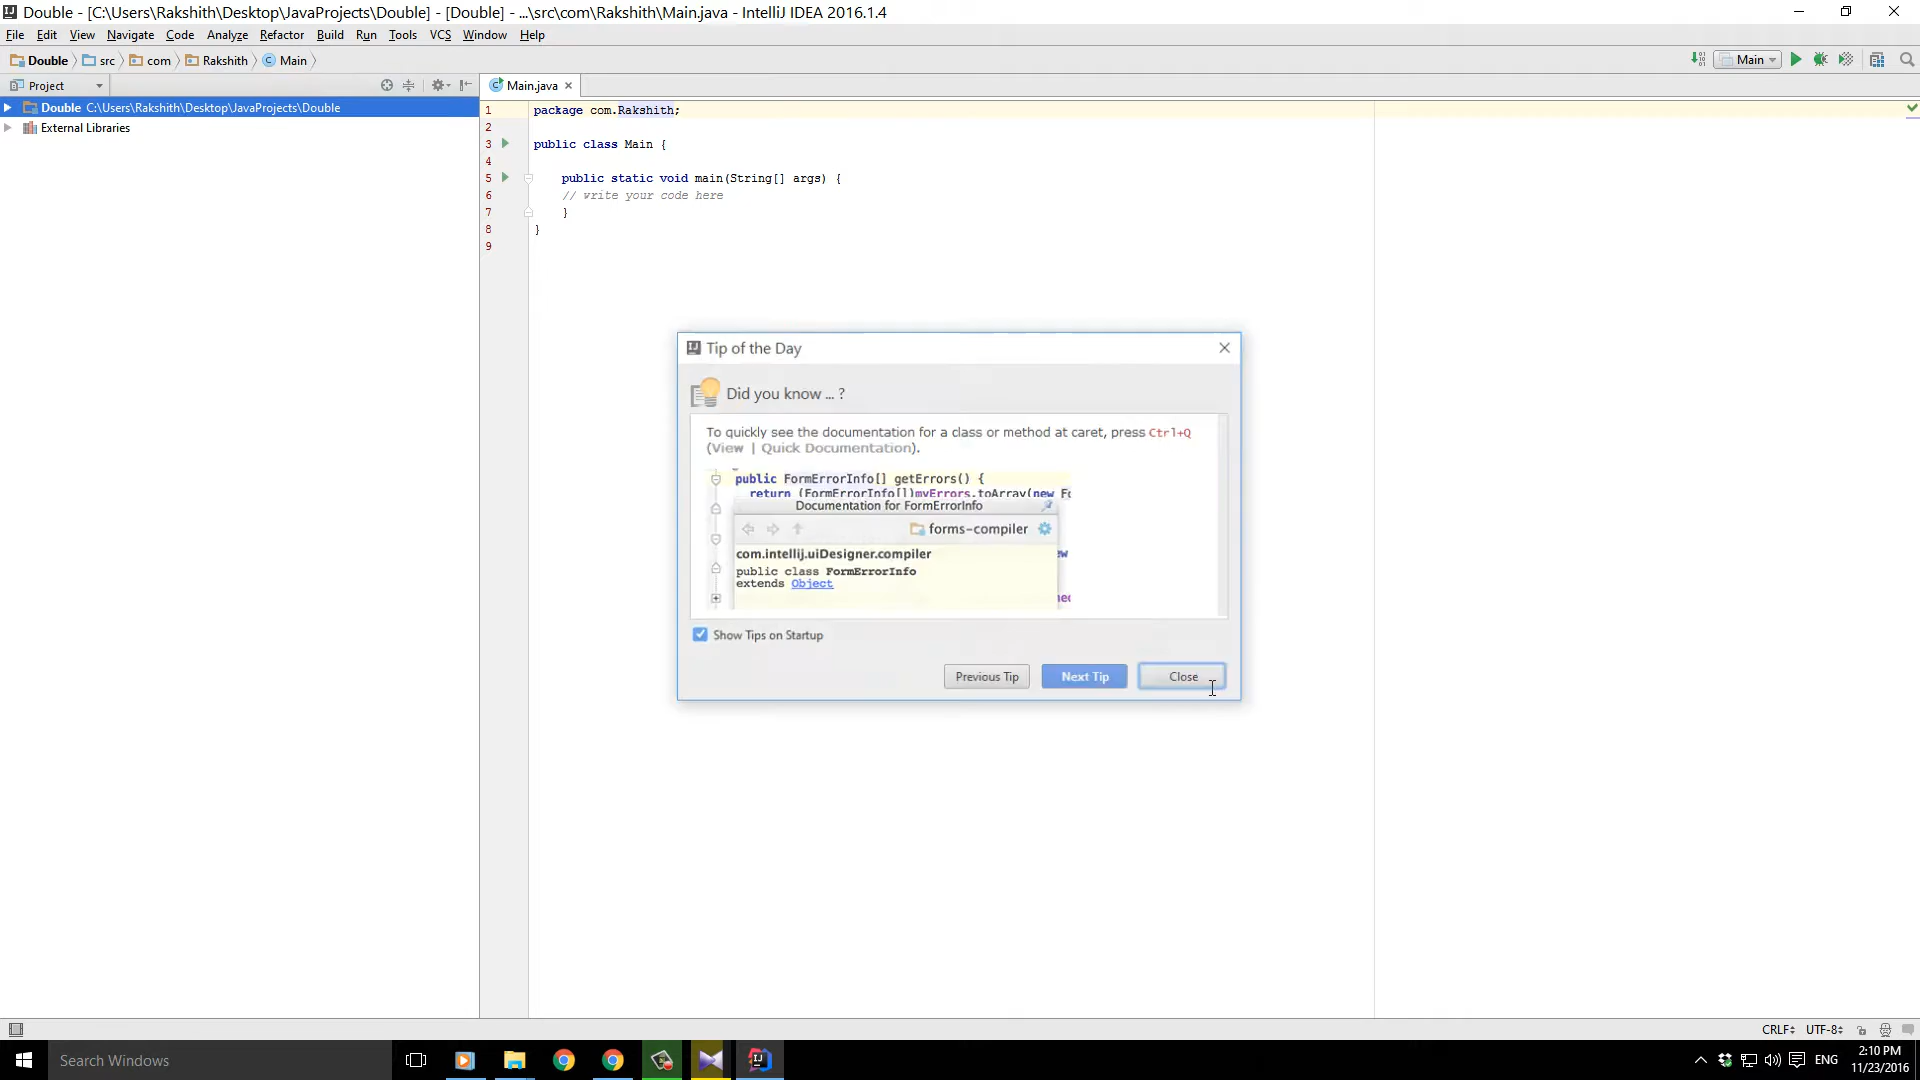 Double - [C:\Users\Rakshith\Desktop\JavaProjects\Double] - [Double] - ...\src\com\Rakshith\Main.java - IntelliJ IDEA 2016.1.4
File Edit View Navigate Code Analyze Refactor Build Run Tools VCS Window Help
Double src com Rakshith Main Main
Project Main.java
Double C:\Users\Rakshith\Desktop\JavaProjects\Double
External Libraries
1 package com.Rakshith;
2
3 public class Main {
4
5 public static void main(String[] args) {
6 // write your code here
7 }
8 }
9
Tip of the Day
Did you know ... ?
To quickly see the documentation for a class or method at caret, press Ctrl+Q
(View | Quick Documentation).
public FormErrorInfo[] getErrors() {
return (FormErrorInfo[])myErrors.toArray(new Fo
Documentation for FormErrorInfo
forms-compiler
com.intellij.uiDesigner.compiler
public class FormErrorInfo
extends Object
Show Tips on Startup
Previous Tip Next Tip Close
CRLF UTF-8
Search Windows
ENG
2:10 PM
11/23/2016